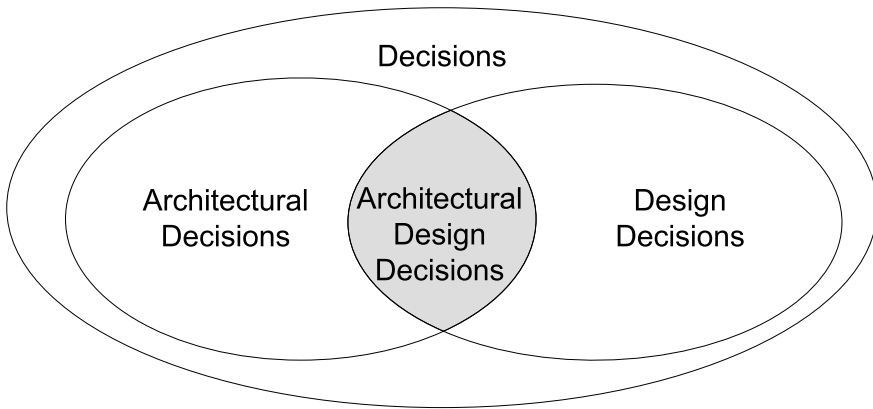 Decisions
Architectural
Decisions
Architectural
Design
Decisions
Design
Decisions